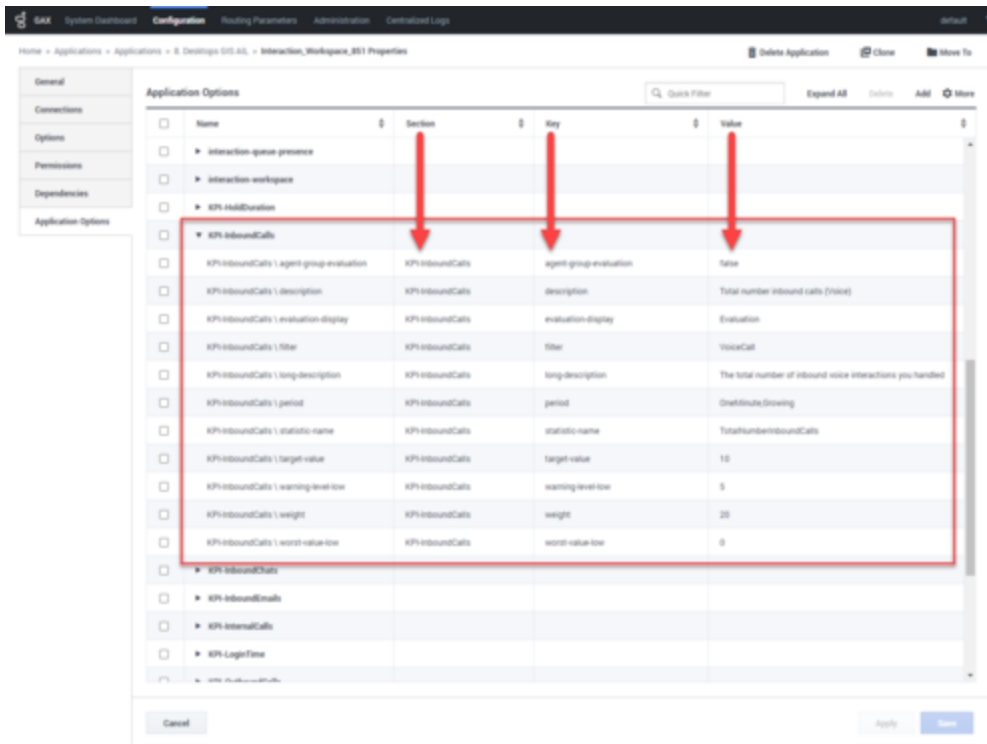 GAX System Dashboard Configuration Routing Parameters Administration Centralized Logs default
Home » Applications » Applications » 8. Desktops GIS AIL » Interaction_Workspace_851 Properties Delete Application Clone Move To
General
Connections
Options
Permissions
Dependencies
Application Options
Application Options Quick Filter Expand All Delete Add More
Name Section Key Value
interaction-queue-presence
interaction-workspace
KPI-HoldDuration
KPI-InboundCalls
KPI-InboundCalls \ agent-group-evaluation KPI-InboundCalls agent-group-evaluation false
KPI-InboundCalls \ description KPI-InboundCalls description Total number inbound calls (Voice)
KPI-InboundCalls \ evaluation-display KPI-InboundCalls evaluation-display Evaluation
KPI-InboundCalls \ filter KPI-InboundCalls filter VoiceCall
KPI-InboundCalls \ long-description KPI-InboundCalls long-description The total number of inbound voice interactions you handled
KPI-InboundCalls \ period KPI-InboundCalls period OneMinute,Growing
KPI-InboundCalls \ statistic-name KPI-InboundCalls statistic-name TotalNumberInboundCalls
KPI-InboundCalls \ target-value KPI-InboundCalls target-value 10
KPI-InboundCalls \ warning-level-low KPI-InboundCalls warning-level-low 5
KPI-InboundCalls \ weight KPI-InboundCalls weight 20
KPI-InboundCalls \ worst-value-low KPI-InboundCalls worst-value-low 0
KPI-InboundChats
KPI-InboundEmails
KPI-InternalCalls
KPI-LoginTime
KPI-OutboundCalls
Cancel Apply Save